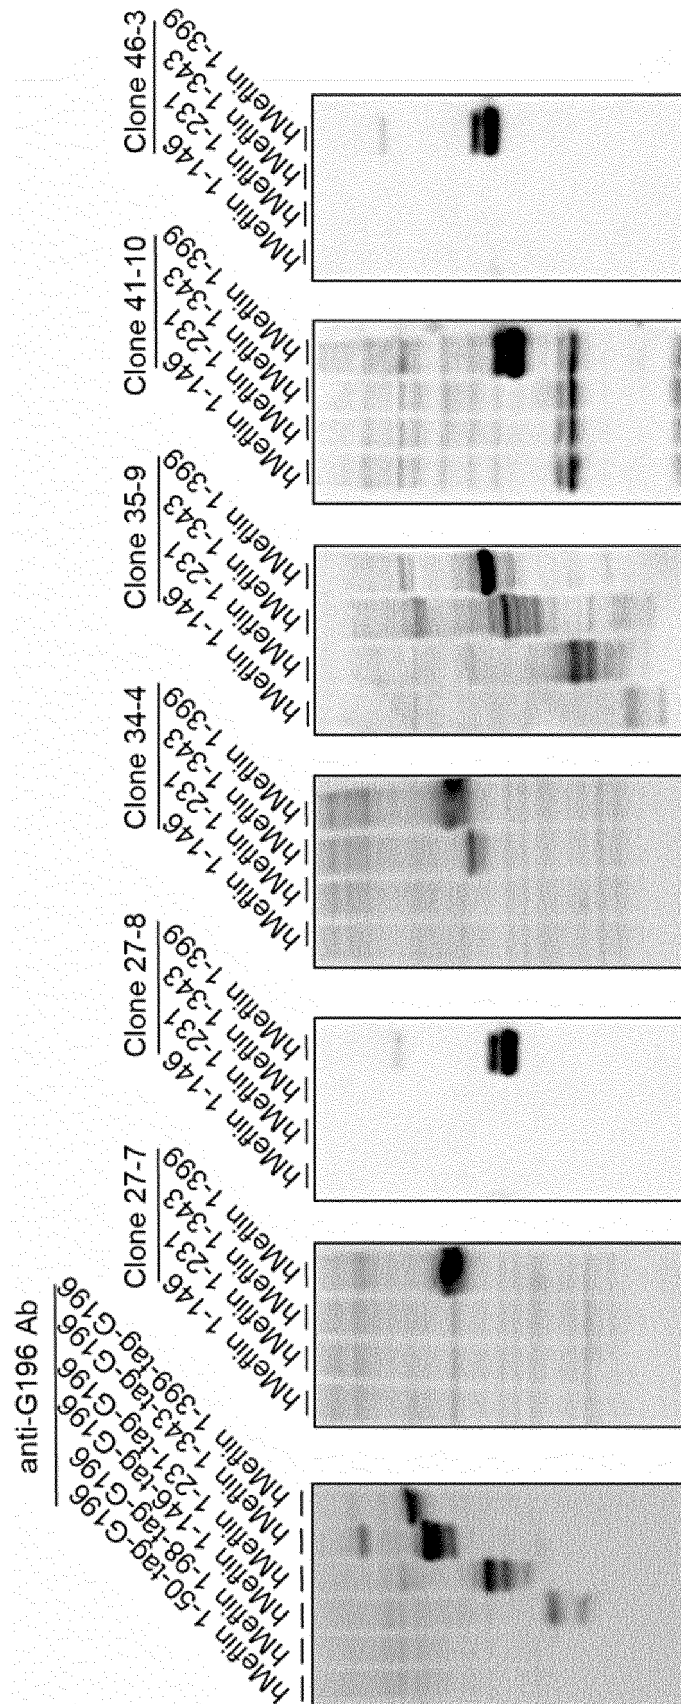 anti-G196 Ab
hMeflin 1-50-tag-G196
hMeflin 1-98-tag-G196
hMeflin 1-146-tag-G196
hMeflin 1-231-tag-G196
hMeflin 1-343-tag-G196
hMeflin 1-399-tag-G196
Clone 27-7
hMeflin 1-146
hMeflin 1-231
hMeflin 1-343
hMeflin 1-399
Clone 27-8
hMeflin 1-146
hMeflin 1-231
hMeflin 1-343
hMeflin 1-399
Clone 34-4
hMeflin 1-146
hMeflin 1-231
hMeflin 1-343
hMeflin 1-399
Clone 35-9
hMeflin 1-146
hMeflin 1-231
hMeflin 1-343
hMeflin 1-399
Clone 41-10
hMeflin 1-146
hMeflin 1-231
hMeflin 1-343
hMeflin 1-399
Clone 46-3
hMeflin 1-146
hMeflin 1-231
hMeflin 1-343
hMeflin 1-399